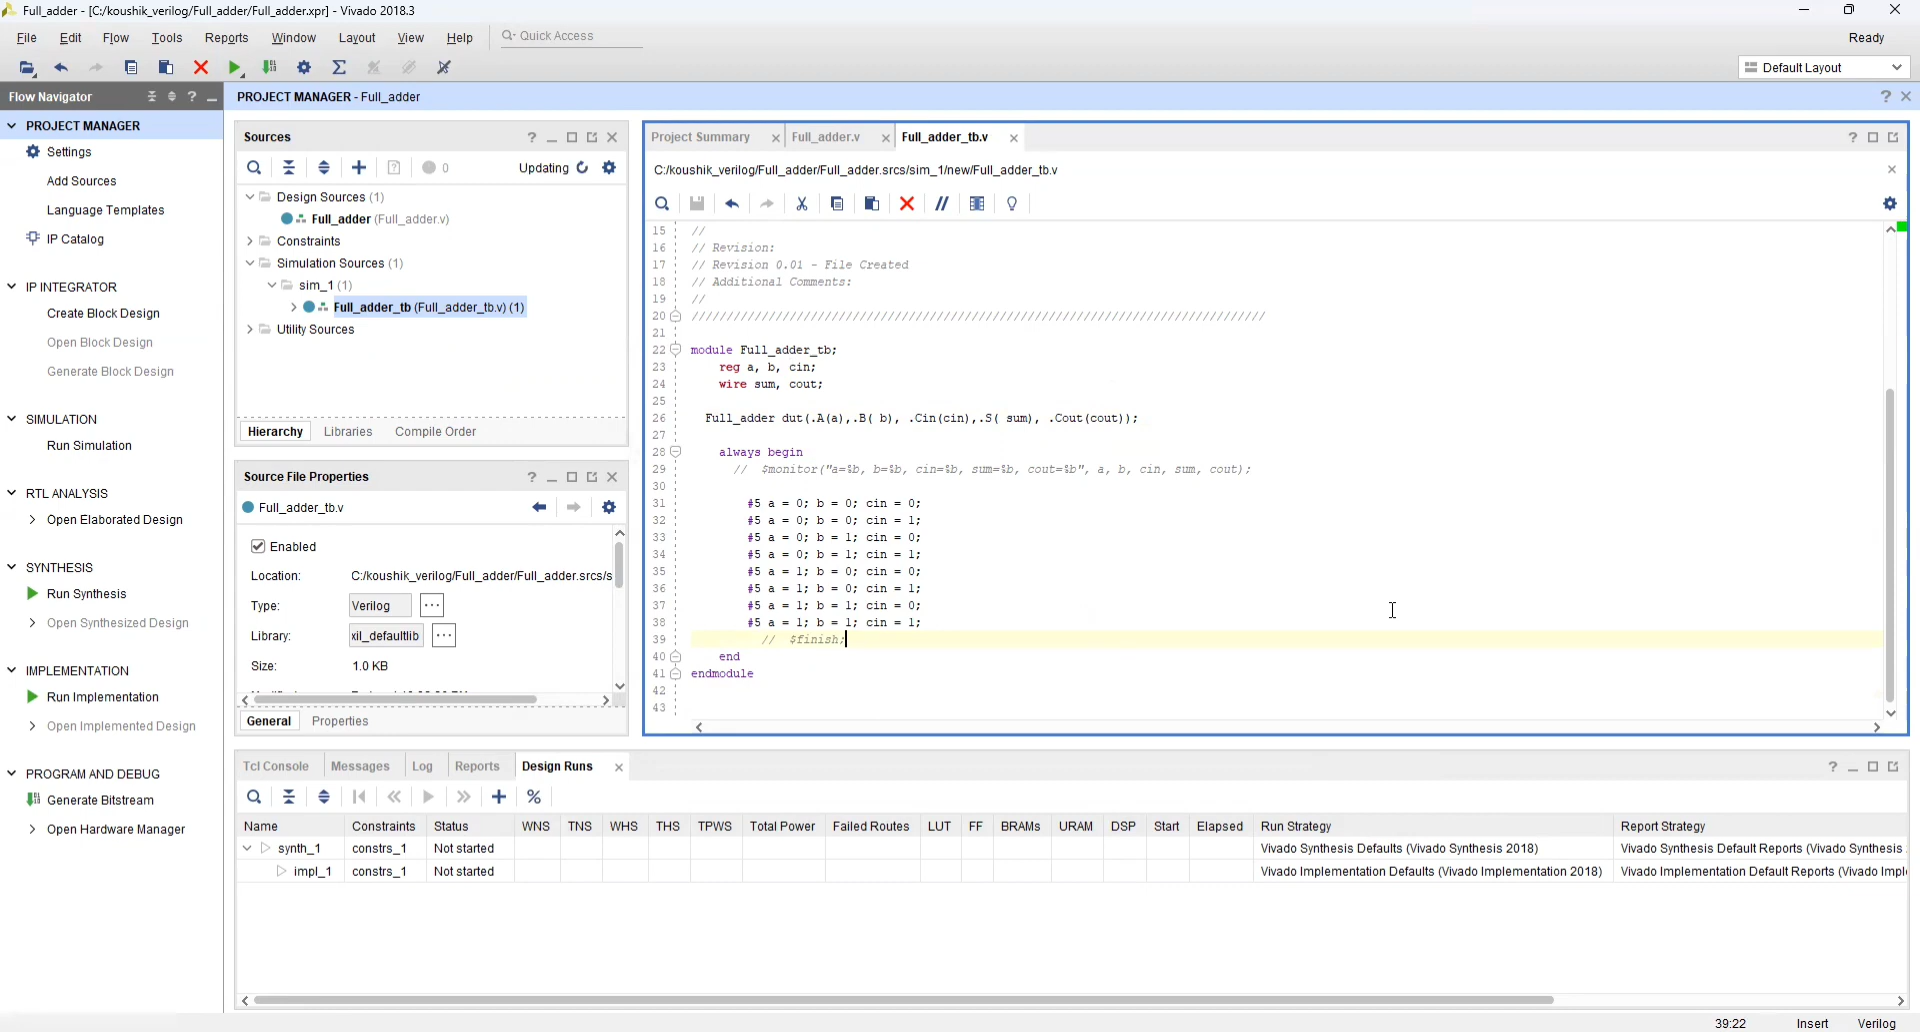 Full_adder - [C:/koushik_verilog/Full_adder/Full_adder.xpr] - Vivado 2018.3
File Edit Flow Tools Reports Window Layout View Help Quick Access
Ready
Default Layout
Flow Navigator
PROJECT MANAGER
Settings
Add Sources
Language Templates
IP Catalog
IP INTEGRATOR
Create Block Design
Open Block Design
Generate Block Design
SIMULATION
Run Simulation
RTL ANALYSIS
Open Elaborated Design
SYNTHESIS
Run Synthesis
Open Synthesized Design
IMPLEMENTATION
Run Implementation
Open Implemented Design
PROGRAM AND DEBUG
Generate Bitstream
Open Hardware Manager
PROJECT MANAGER - Full_adder
Sources
0 Updating
Design Sources (1)
Full_adder (Full_adder.v)
Constraints
Simulation Sources (1)
sim_1 (1)
Full_adder_tb (Full_adder_tb.v) (1)
Utility Sources
Hierarchy Libraries Compile Order
Source File Properties
Full_adder_tb.v
Enabled
Location: C:/koushik_verilog/Full_adder/Full_adder.srcs/s
Type: Verilog
Library: xil_defaultlib
Size: 1.0 KB
General Properties
Project Summary Full_adder.v Full_adder_tb.v
C:/koushik_verilog/Full_adder/Full_adder.srcs/sim_1/new/Full_adder_tb.v
15 //
16 // Revision:
17 // Revision 0.01 - File Created
18 // Additional Comments:
19 //
20 //////////////////////////////////////////////////////////////////////////////////
21
22 module Full_adder_tb;
23 reg a, b, cin;
24 wire sum, cout;
25
26 Full_adder dut(.A(a),.B( b), .Cin(cin),.S( sum), .Cout(cout));
27
28 always begin
29 // $monitor("a=%b, b=%b, cin=%b, sum=%b, cout=%b", a, b, cin, sum, cout);
30
31 #5 a = 0; b = 0; cin = 0;
32 #5 a = 0; b = 0; cin = 1;
33 #5 a = 0; b = 1; cin = 0;
34 #5 a = 0; b = 1; cin = 1;
35 #5 a = 1; b = 0; cin = 0;
36 #5 a = 1; b = 0; cin = 1;
37 #5 a = 1; b = 1; cin = 0;
38 #5 a = 1; b = 1; cin = 1;
39 // $finish;
40 end
41 endmodule
42
43
Tcl Console Messages Log Reports Design Runs
Name Constraints Status WNS TNS WHS THS TPWS Total Power Failed Routes LUT FF BRAMs URAM DSP Start Elapsed Run Strategy Report Strategy
synth_1 constrs_1 Not started Vivado Synthesis Defaults (Vivado Synthesis 2018) Vivado Synthesis Default Reports (Vivado Synthesis
impl_1 constrs_1 Not started Vivado Implementation Defaults (Vivado Implementation 2018) Vivado Implementation Default Reports (Vivado Impl
39:22 Insert Verilog